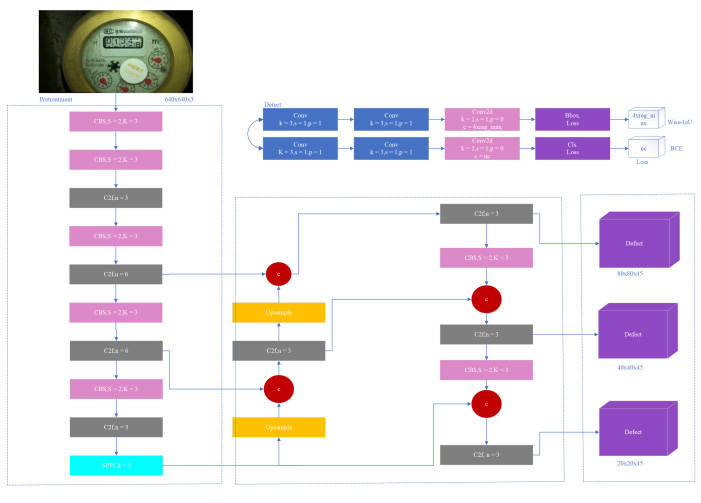 Pretreatment
640x640x3
CBS,S = 2,K = 3
CBS,S = 2,K = 3
C2f,n = 3
CBS,S = 2,K = 3
C2f,n = 6
CBS,S = 2,K = 3
C2f,n = 6
CBS,S = 2,K = 3
C2f,n = 3
SPPF,k = 5
Detect
Conv
k = 3,s = 1,p = 1
Conv
k = 3,s = 1,p = 1
Conv2d
k = 1,s = 1,p = 0
c = 4xreg_max
Bbox.
Loss
4xreg_m
ax
Wise-IoU
Conv
K = 3,s = 1,p = 1
Conv
k = 3,s = 1,p = 1
Conv2d
k = 1,s = 1,p = 0
c = nc
Cls.
Loss
nc
BCE
Loss
c
Upsample
C2f,n = 3
c
Upsample
C2f,n = 3
CBS,S = 2,K = 3
c
C2f,n = 3
CBS,S = 2,K = 3
c
C2f, n = 3
Defect
80x80x45
Defect
40x40x45
Defect
20x20x45